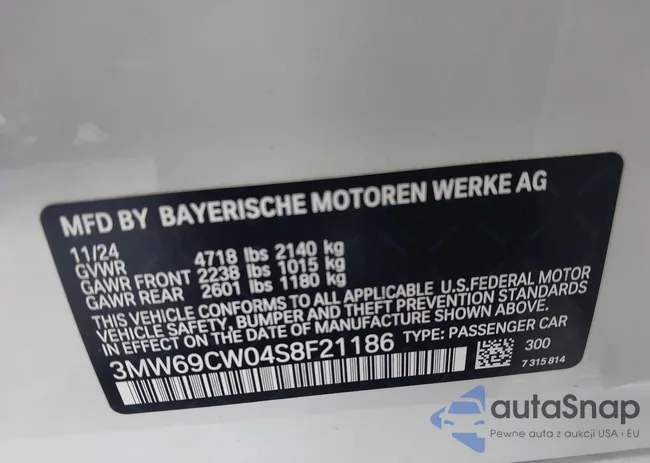 MFD BY BAYERISCHE MOTOREN WERKE AG
11/24
GVWR 4718 lbs 2140 kg
GAWR FRONT 2238 lbs 1015 kg
GAWR REAR 2601 lbs 1180 kg
THIS VEHICLE CONFORMS TO ALL APPLICABLE U.S.FEDERAL MOTOR
VEHICLE SAFETY, BUMPER AND THEFT PREVENTION STANDARDS
IN EFFECT ON THE DATE OF MANUFACTURE SHOWN ABOVE.
3MW69CW04S8F21186 TYPE: PASSENGER CAR
300
7 315 814
autaSnap
Pewne auta z aukcji USA i EU